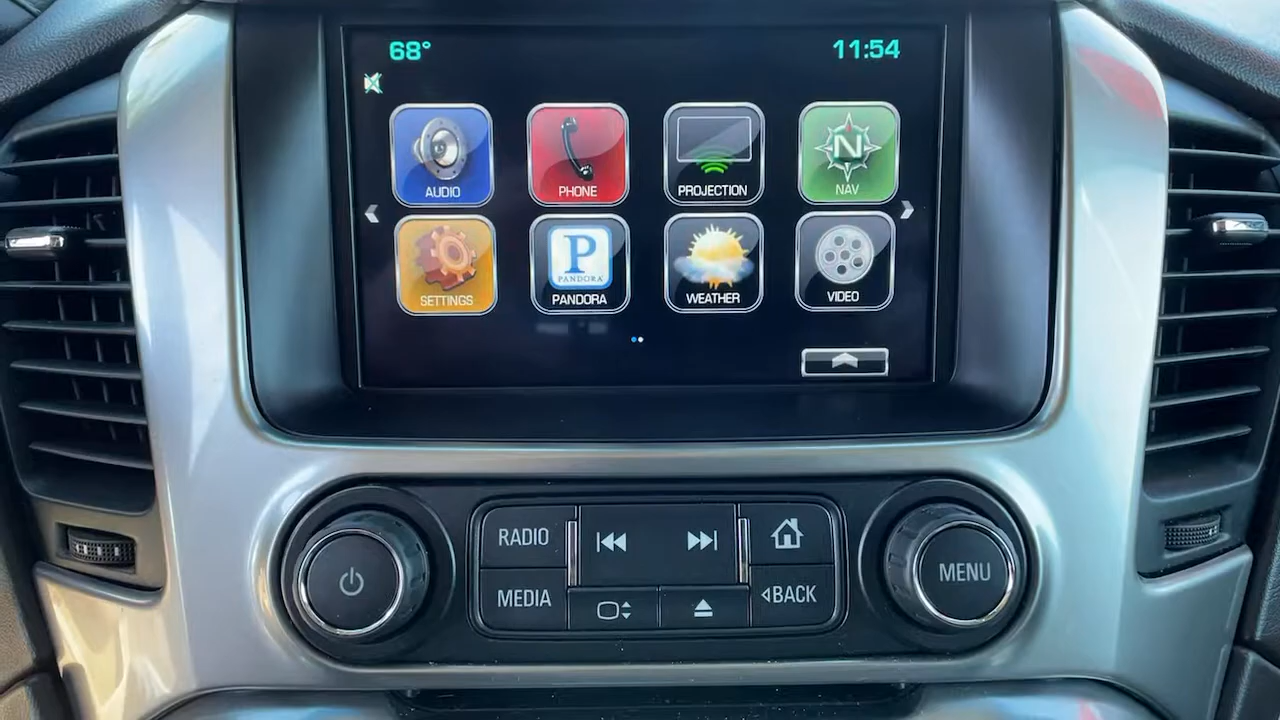 68° 11:54
AUDIO PHONE PROJECTION N NAV
P PANDORA
SETTINGS PANDORA WEATHER VIDEO
RADIO
MEDIA BACK
MENU